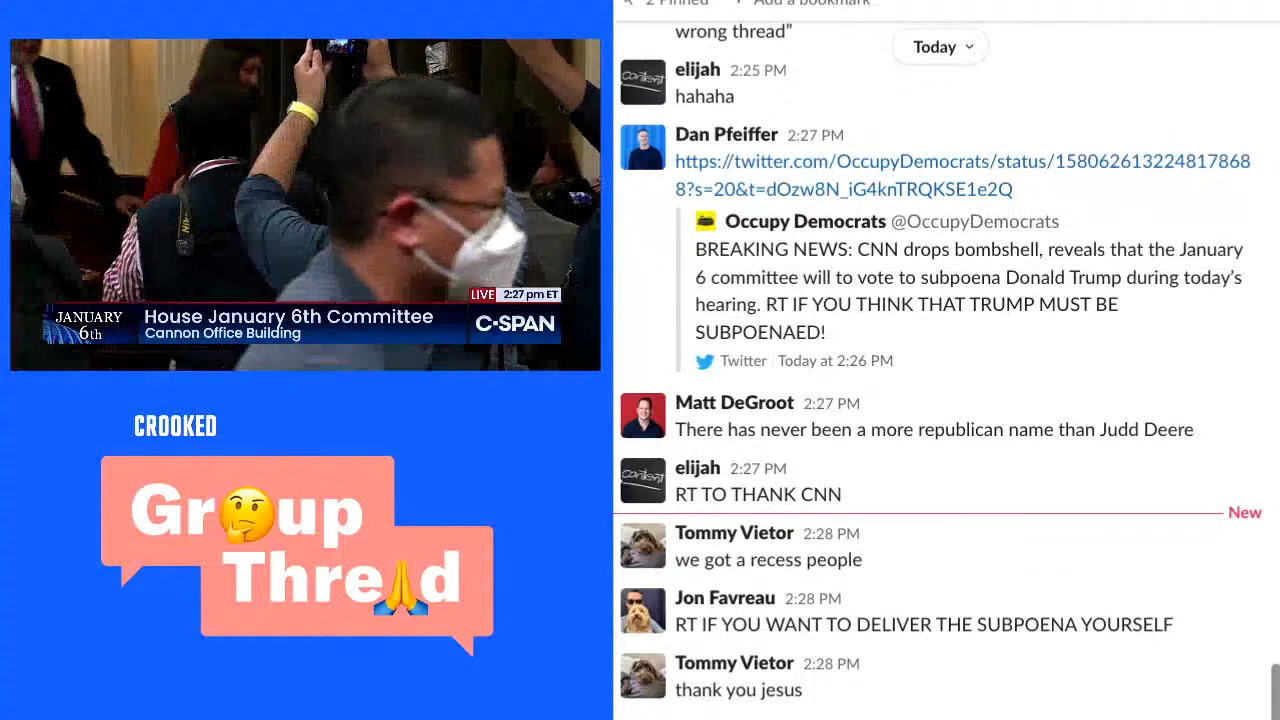 LIVE 2:27 pm ET
JANUARY
6th
House January 6th Committee
Cannon Office Building
C-SPAN
CROOKED
Gr🤔up
Thre🙏d
2 Pinned
Add a bookmark
wrong thread”
Today
elijah 2:25 PM
hahaha
Dan Pfeiffer 2:27 PM
https://twitter.com/OccupyDemocrats/status/158062613224817868
8?s=20&t=dOzw8N_iG4knTRQKSE1e2Q
Occupy Democrats @OccupyDemocrats
BREAKING NEWS: CNN drops bombshell, reveals that the January
6 committee will to vote to subpoena Donald Trump during today’s
hearing. RT IF YOU THINK THAT TRUMP MUST BE
SUBPOENAED!
Twitter Today at 2:26 PM
Matt DeGroot 2:27 PM
There has never been a more republican name than Judd Deere
elijah 2:27 PM
RT TO THANK CNN
New
Tommy Vietor 2:28 PM
we got a recess people
Jon Favreau 2:28 PM
RT IF YOU WANT TO DELIVER THE SUBPOENA YOURSELF
Tommy Vietor 2:28 PM
thank you jesus